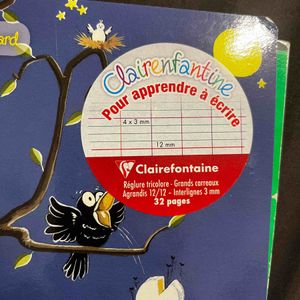 ard
Clairenfantine
Pour apprendre à écrire
4 x 3 mm
12 mm
Clairefontaine
Réglure tricolore - Grands carreaux
Agrandis 12/12 - Interlignes 3 mm
32 pages